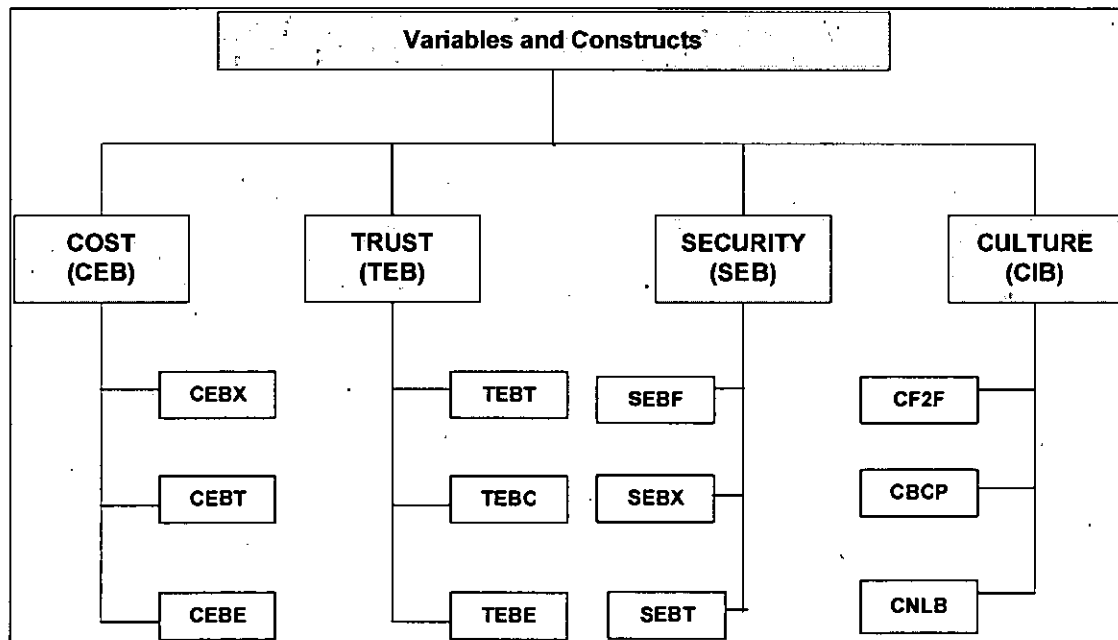 Variables and Constructs
COST
(CEB)
TRUST
(TEB)
SECURITY
(SEB)
CULTURE
(CIB)
CEBX
TEBT
SEBF
CF2F
CEBT
TEBC
SEBX
CBCP
CEBE
TEBE
SEBT
CNLB